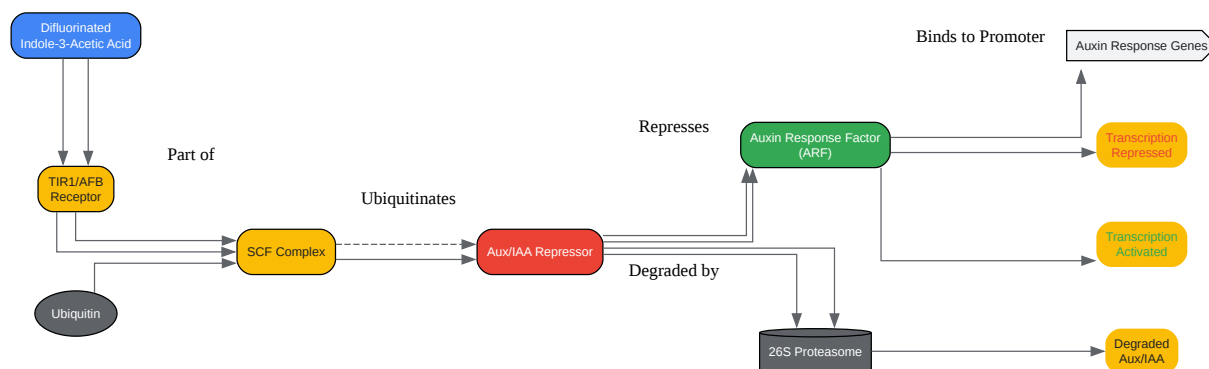 Difluorinated
Indole-3-Acetic Acid
Binds to Promoter
Auxin Response Genes
Represses
Auxin Response Factor
(ARF)
Transcription
Repressed
Part of
TIR1/AFB
Receptor
Ubiquitinates
SCF Complex
Aux/IAA Repressor
Transcription
Activated
Degraded by
Ubiquitin
26S Proteasome
Degraded
Aux/IAA